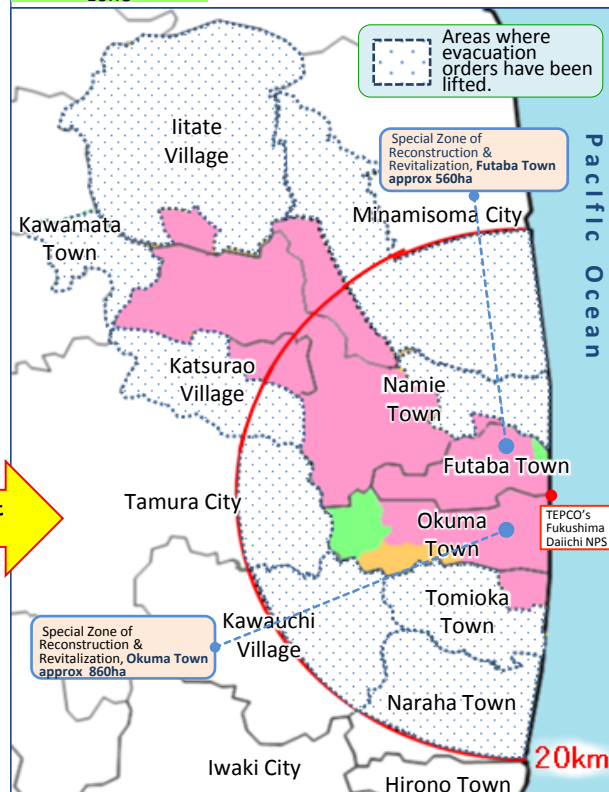 Areas where
evacuation
orders have been
lifted.
Iitate
Village
Special Zone of
Reconstruction &
Revitalization, Futaba Town
approx 560ha
Pacific Ocean
Minamisoma City
Kawamata
Town
Katsurao
Village
Namie
Town
Futaba Town
Tamura City
Okuma
Town
TEPCO's
Fukushima
Daiichi NPS
Tomioka
Town
Kawauchi
Village
Special Zone of
Reconstruction &
Revitalization, Okuma Town
approx 860ha
Naraha Town
20km
Iwaki City
Hirono Town